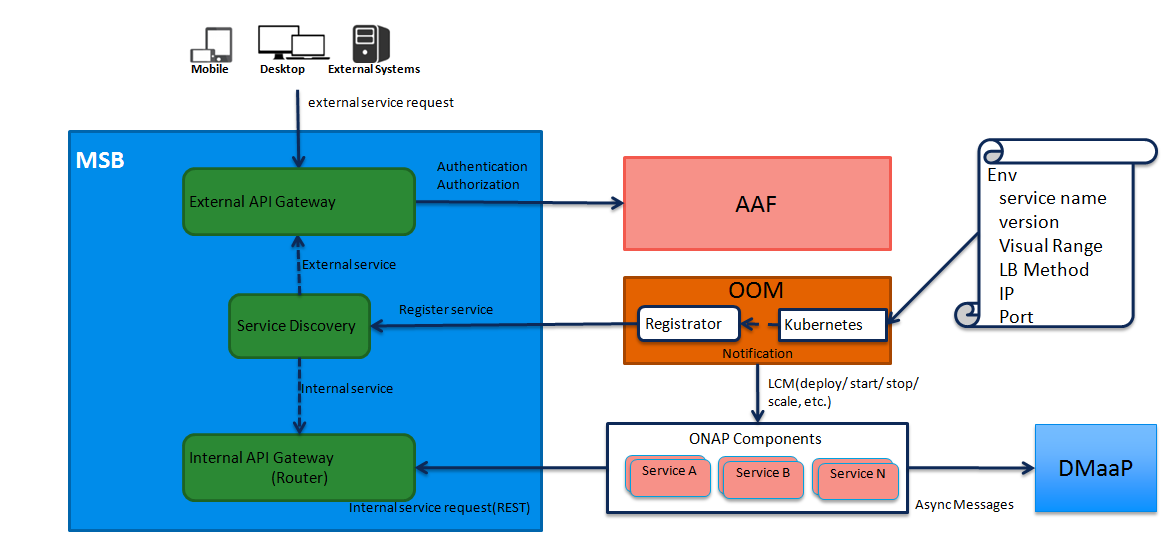 Mobile
Desktop
External Systems
external service request
MSB
External API Gateway
Authentication
Authorization
AAF
Env
service name
version
Visual Range
LB Method
IP
Port
External service
Service Discovery
Register service
OOM
Registrator
Kubernetes
Notification
Internal service
LCM(deploy/ start/ stop/
scale, etc.)
Internal API Gateway
(Router)
Internal service request(REST)
ONAP Components
Service A
Service B
Service N
Async Messages
DMaaP